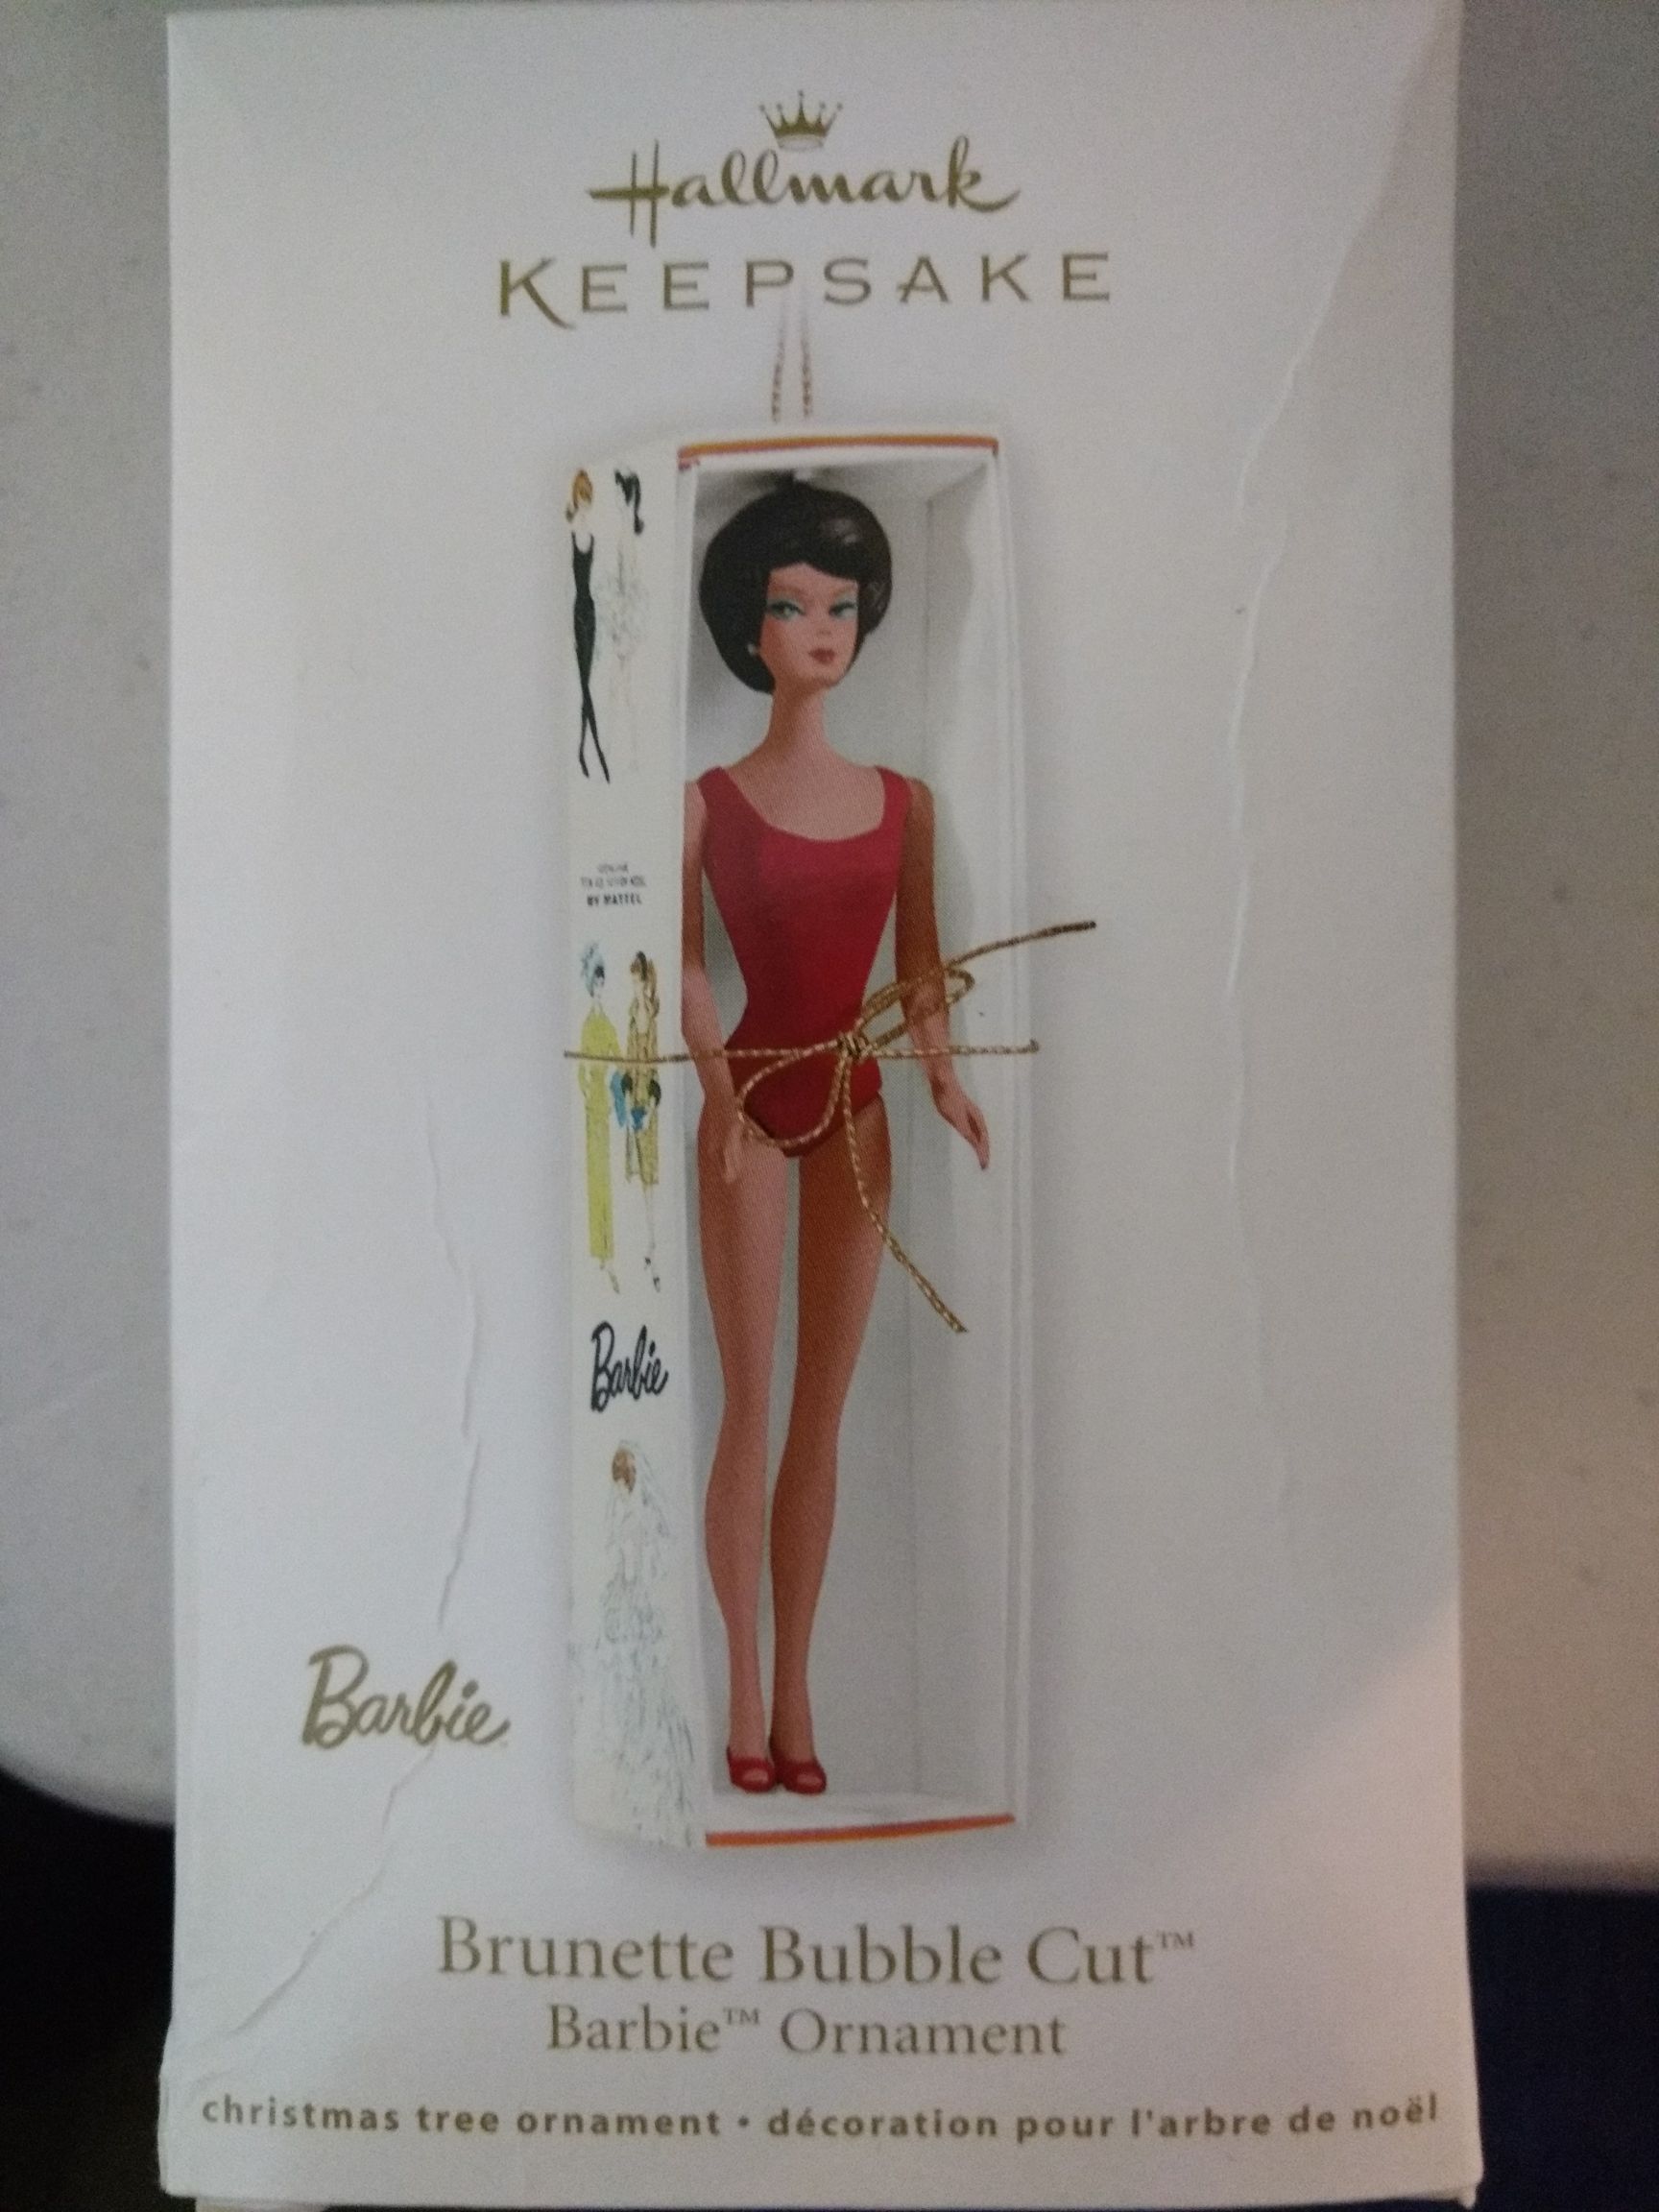 Hallmark
KEEPSAKE
BY MATTEL
Barbie
Barbie
Brunette Bubble Cut™
Barbie™ Ornament
christmas tree ornament • décoration pour l'arbre de noël